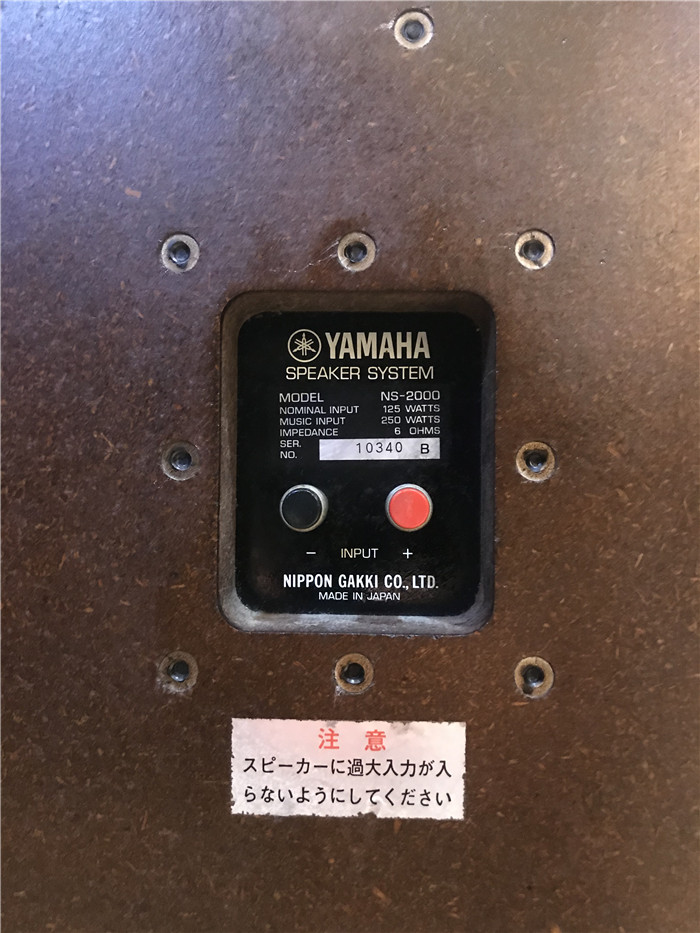 YAMAHA
SPEAKER SYSTEM
MODEL NS-2000
NOMINAL INPUT 125 WATTS
MUSIC INPUT 250 WATTS
IMPEDANCE 6 OHMS
SER.
NO. 10340 B
− INPUT +
NIPPON GAKKI CO., LTD.
MADE IN JAPAN
注意
スピーカーに過大入力が入
らないようにしてください